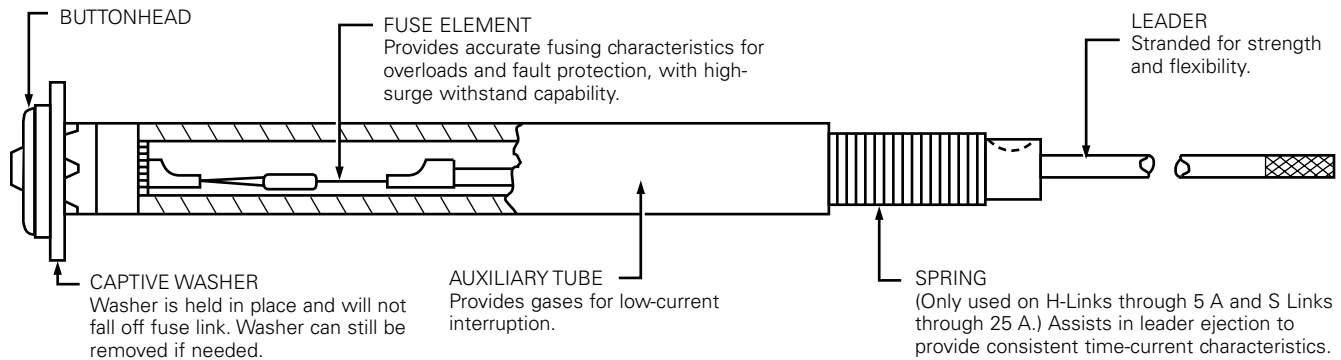 BUTTONHEAD
FUSE ELEMENT
Provides accurate fusing characteristics for
overloads and fault protection, with high-
surge withstand capability.
LEADER
Stranded for strength
and flexibility.
CAPTIVE WASHER
Washer is held in place and will not
fall off fuse link. Washer can still be
removed if needed.
AUXILIARY TUBE
Provides gases for low-current
interruption.
SPRING
(Only used on H-Links through 5 A and S Links
through 25 A.) Assists in leader ejection to
provide consistent time-current characteristics.